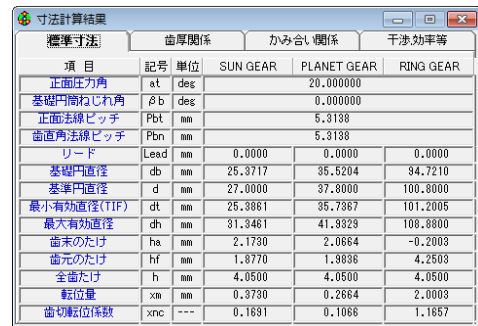 寸法計算結果
標準寸法 歯厚関係 かみ合い関係 干渉,効率等
項 目 記号 単位 SUN GEAR PLANET GEAR RING GEAR
正面圧力角 αt deg 20.000000
基礎円筒ねじれ角 βb deg 0.000000
正面法線ピッチ Pbt mm 5.3138
歯直角法線ピッチ Pbn mm 5.3138
リード Lead mm 0.0000 0.0000 0.0000
基礎円直径 db mm 25.3717 35.5204 94.7210
基準円直径 d mm 27.0000 37.8000 100.8000
最小有効直径(TIF) dt mm 25.3861 35.7367 101.2005
最大有効直径 dh mm 31.3461 41.9329 108.8800
歯末のたけ ha mm 2.1730 2.0664 -0.2003
歯元のたけ hf mm 1.8770 1.9836 4.2503
全歯たけ h mm 4.0500 4.0500 4.0500
転位量 xm mm 0.3730 0.2664 2.0003
歯切転位係数 xnc --- 0.1691 0.1066 1.1657